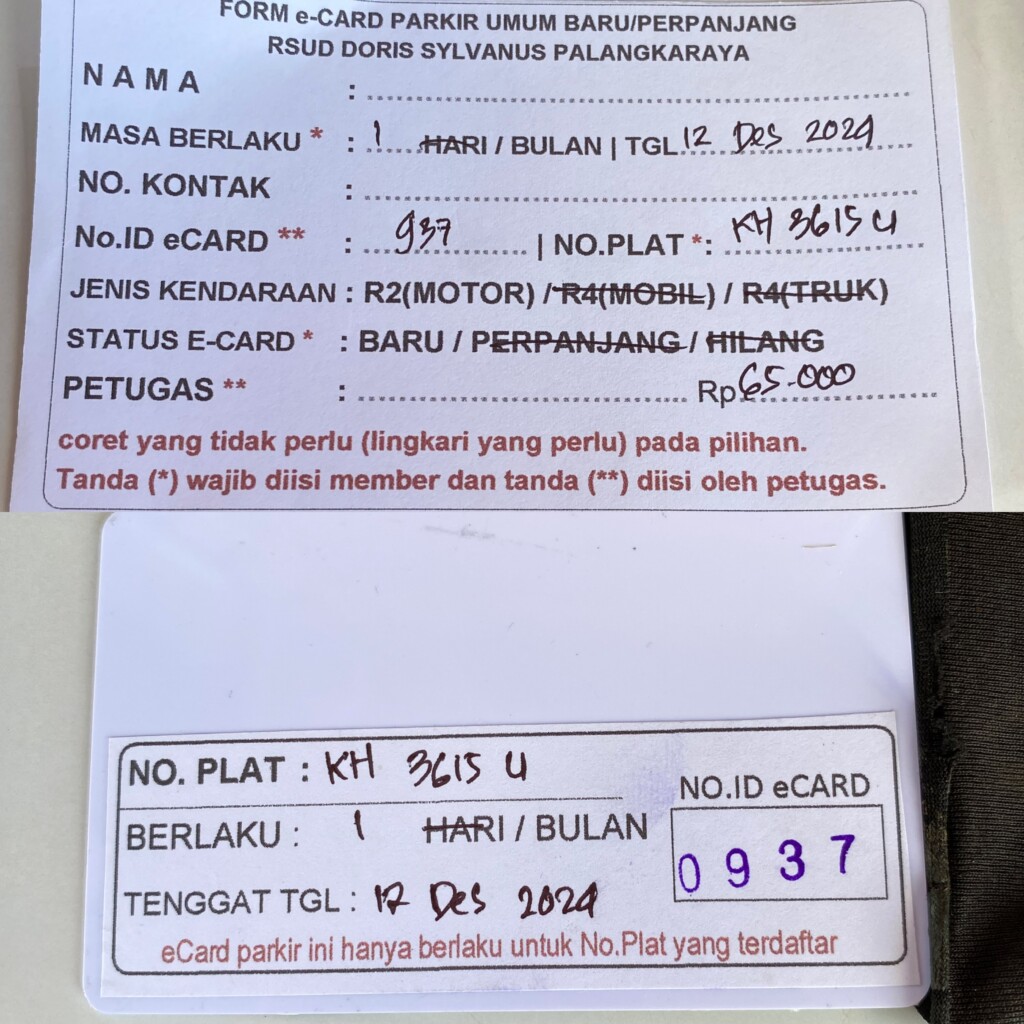 FORM e-CARD PARKIR UMUM BARU/PERPANJANG
RSUD DORIS SYLVANUS PALANGKARAYA
N A M A :
MASA BERLAKU * : 1 HARI / BULAN | TGL 12 Des 2024
NO. KONTAK :
No.ID eCARD ** : 937 | NO.PLAT *: KH 3615 U
JENIS KENDARAAN : R2(MOTOR) / R4(MOBIL) / R4(TRUK)
STATUS E-CARD * : BARU / PERPANJANG / HILANG
PETUGAS ** : Rp 65.000
coret yang tidak perlu (lingkari yang perlu) pada pilihan.
Tanda (*) wajib diisi member dan tanda (**) diisi oleh petugas.
NO. PLAT : KH 3615 U
NO.ID eCARD
BERLAKU : 1 HARI / BULAN
0937
TENGGAT TGL : 12 Des 2024
eCard parkir ini hanya berlaku untuk No.Plat yang terdaftar